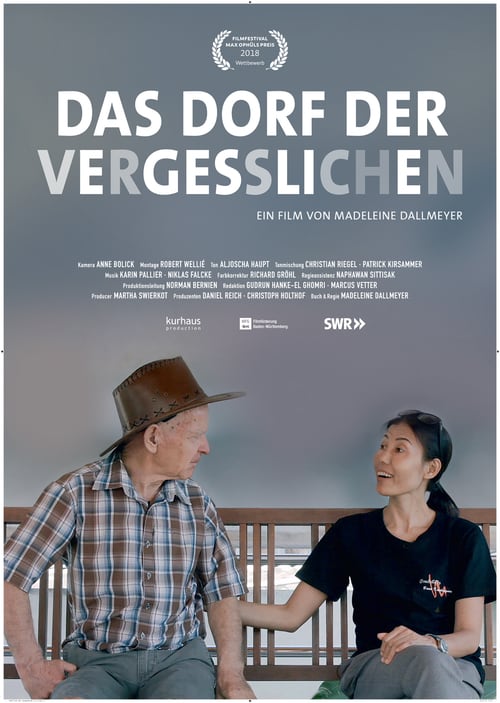 FILMFESTIVAL
MAX OPHÜLS PREIS
2018
Wettbewerb
DAS DORF DER
VERGESSLICHEN
EIN FILM VON MADELEINE DALLMEYER
Kamera ANNE BOLICK Montage ROBERT WELLIÉ Ton ALJOSCHA HAUPT Tonmischung CHRISTIAN RIEGEL · PATRICK KIRSAMMER
Musik KARIN PALLIER · NIKLAS FALCKE Farbkorrektur RICHARD GRÖHL Regieassistenz NAPHAWAN SITTISAK
Produktionsleitung NORMAN BERNIEN Redaktion GUDRUN HANKE-EL GHOMRI · MARCUS VETTER
Producer MARTHA SWIERKOT Produzenten DANIEL REICH · CHRISTOPH HOLTHOF Buch & Regie MADELEINE DALLMEYER
kurhaus
production
MFG
Filmförderung
Baden-Württemberg
SWR